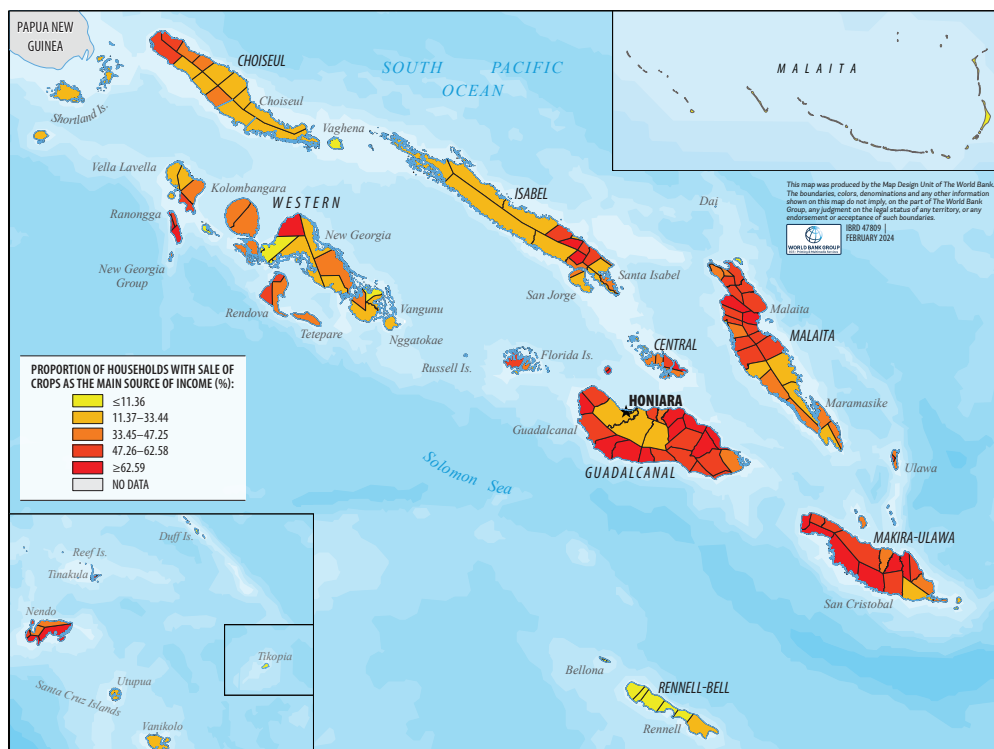 PAPUA NEW
GUINEA
CHOISEUL
Choiseul
SOUTH PACIFIC
OCEAN
MALAITA
Shortland Is.
Vaghena
Vella Lavella
Kolombangara
WESTERN
ISABEL
Ranongga
New Georgia
New Georgia
Group
Rendova
Tetepare
Vangunu
Nggatokae
San Jorge
Santa Isabel
Dai
This map was produced by the Map Design Unit of The World Bank.
The boundaries, colors, denominations and any other information
shown on this map do not imply, on the part of The World Bank
Group, any judgment on the legal status of any territory, or any
endorsement or acceptance of such boundaries.
WORLD BANK GROUP
IBRD 47809 |
FEBRUARY 2024
Malaita
MALAITA
Maramasike
Russell Is.
Florida Is.
CENTRAL
HONIARA
Guadalcanal
GUADALCANAL
Solomon Sea
Ulawa
MAKIRA-ULAWA
San Cristobal
PROPORTION OF HOUSEHOLDS WITH SALE OF
CROPS AS THE MAIN SOURCE OF INCOME (%):
≤11.36
11.37–33.44
33.45–47.25
47.26–62.58
≥62.59
NO DATA
Duff Is.
Reef Is.
Tinakula
Nendo
Tikopia
Utupua
Santa Cruz Islands
Vanikolo
Bellona
RENNELL-BELL
Rennell